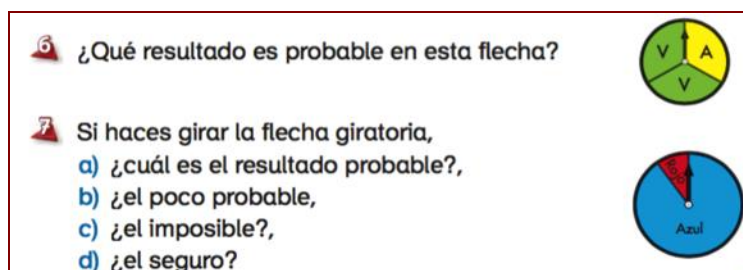 6 ¿Qué resultado es probable en esta flecha?
V A
V
7 Si haces girar la flecha giratoria,
a) ¿cuál es el resultado probable?,
b) ¿el poco probable,
c) ¿el imposible?,
d) ¿el seguro?
Rojo
Azul